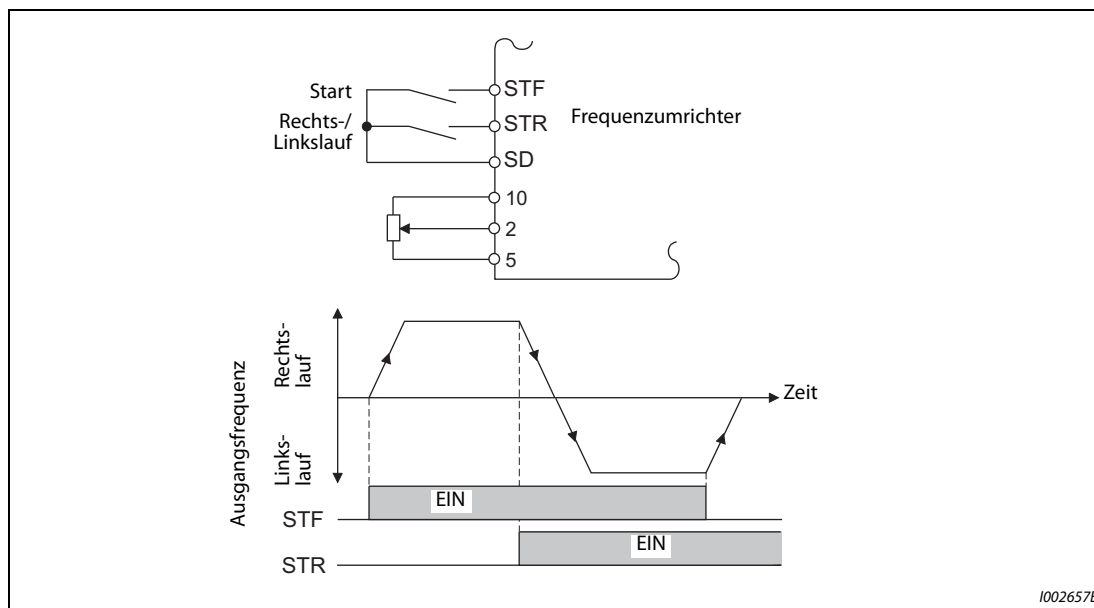 Start
STF
Rechts-/
Linkslauf
STR
Frequenzumrichter
SD
10
2
5
Ausgangsfrequenz
Rechts-
lauf
Zeit
Links-
lauf
EIN
STF
EIN
STR
I002657E